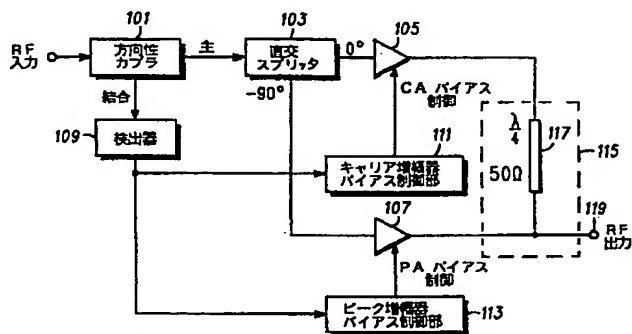 101
103
105
RF
入力
方向性
カプラ
主
直交
スプリッタ
0°
結合
-90°
CA バイアス
制御
109
検出器
111
キャリア増幅器
バイアス制御部
λ/4
117
115
50Ω
107
119
RF
出力
PA バイアス
制御
ピーク増幅器
バイアス制御部
113